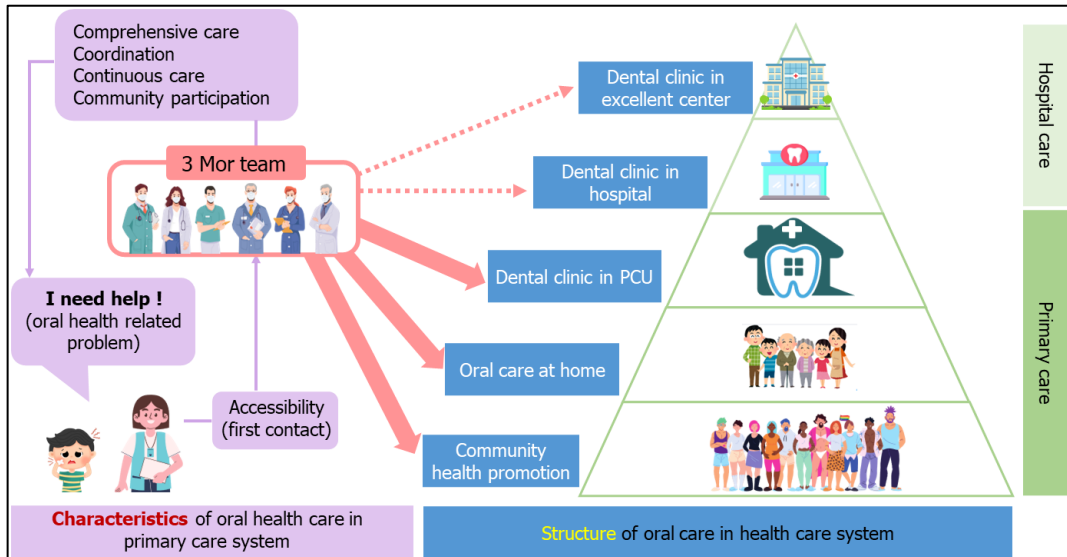 Comprehensive care
Coordination
Continuous care
Community participation
3 Mor team
I need help !
(oral health related
problem)
Accessibility
(first contact)
Characteristics of oral health care in
primary care system
Dental clinic in
excellent center
Dental clinic in
hospital
Dental clinic in PCU
Oral care at home
Community
health promotion
Structure of oral care in health care system
Hospital care
Primary care